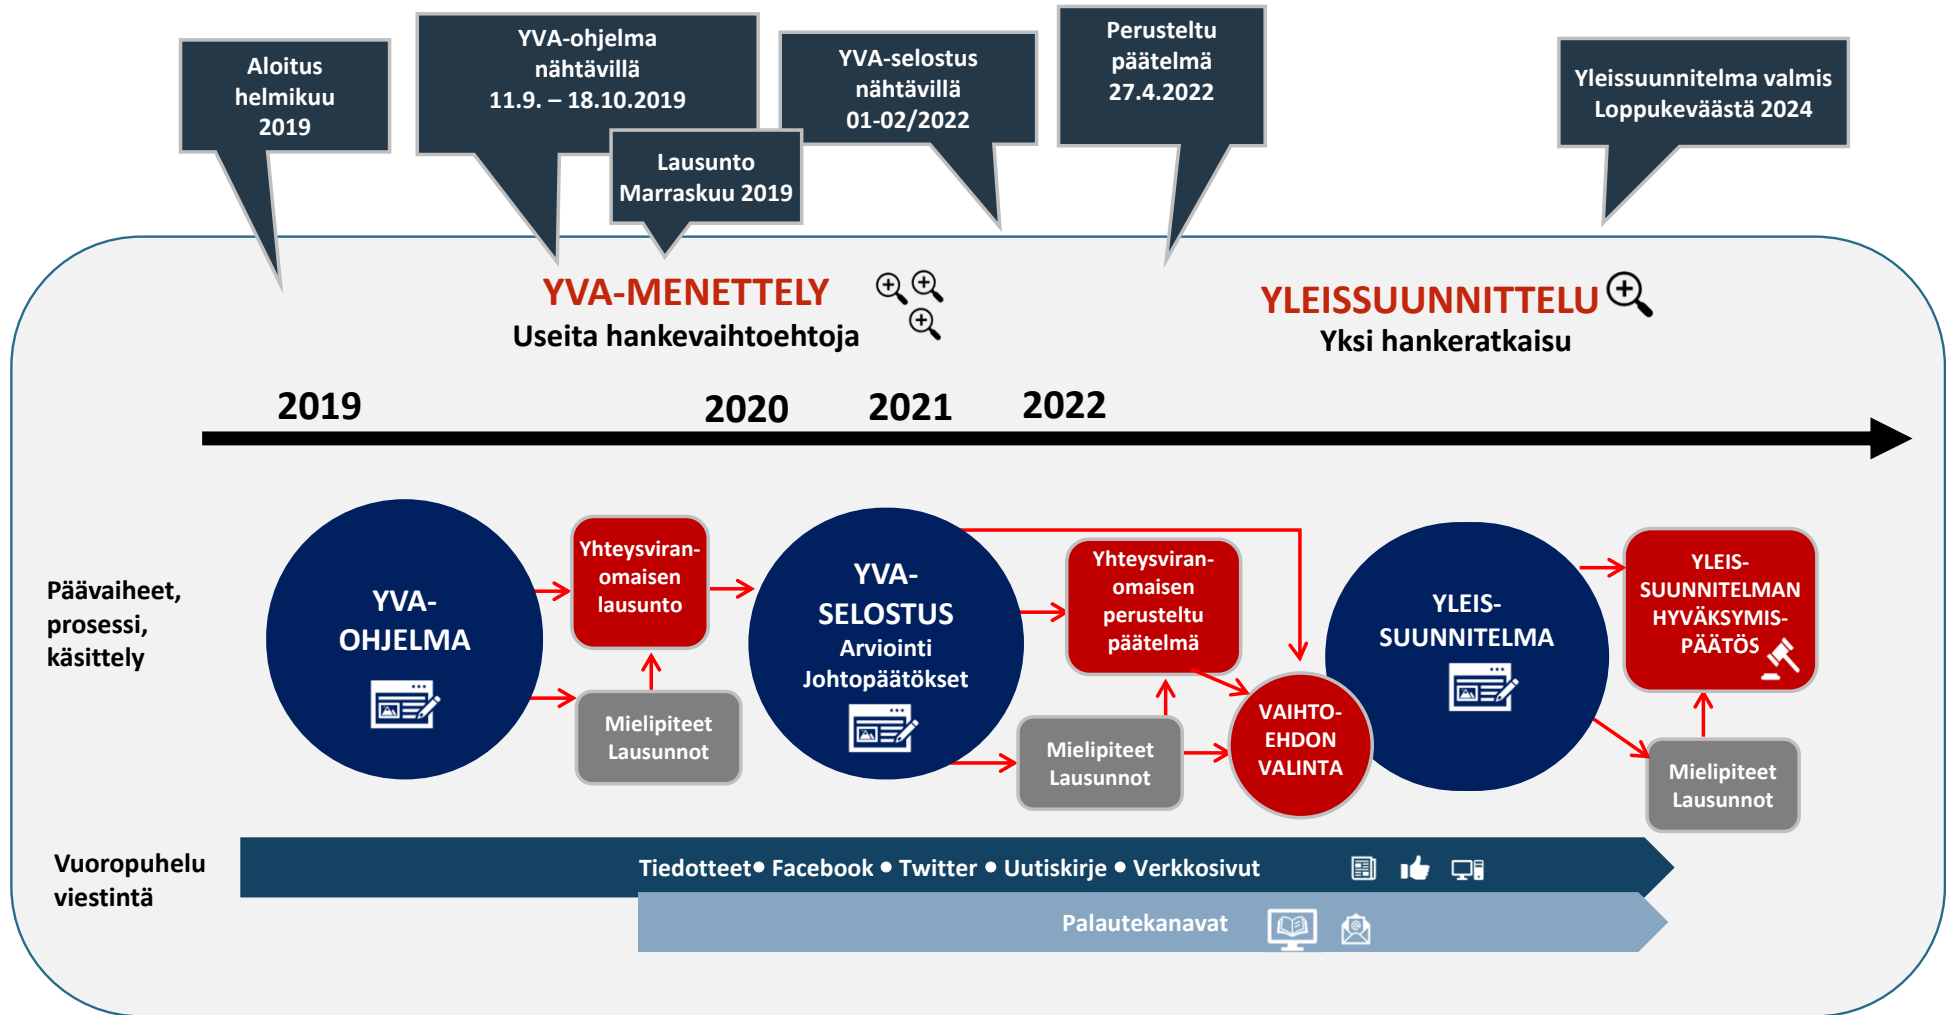 Aloitus
helmikuu
2019
YVA-ohjelma
nähtävillä
11.9. – 18.10.2019
Lausunto
Marraskuu 2019
YVA-selostus
nähtävillä
01-02/2022
Perusteltu
päätelmä
27.4.2022
Yleissuunnitelma valmis
Loppukeväästä 2024
YVA-MENETTELY
Useita hankevaihtoehtoja
YLEISSUUNNITTELU
Yksi hankeratkaisu
2019
2020
2021
2022
Päävaiheet,
prosessi,
käsittely
YVA-
OHJELMA
Yhteysviran-
omaisen
lausunto
Mielipiteet
Lausunnot
YVA-
SELOSTUS
Arviointi
Johtopäätökset
Yhteysviran-
omaisen
perusteltu
päätelmä
Mielipiteet
Lausunnot
VAIHTO-
EHDON
VALINTA
YLEIS-
SUUNNITELMA
YLEIS-
SUUNNITELMAN
HYVÄKSYMIS-
PÄÄTÖS
Mielipiteet
Lausunnot
Vuoropuhelu
viestintä
Tiedotteet● Facebook ● Twitter ● Uutiskirje ● Verkkosivut
Palautekanavat